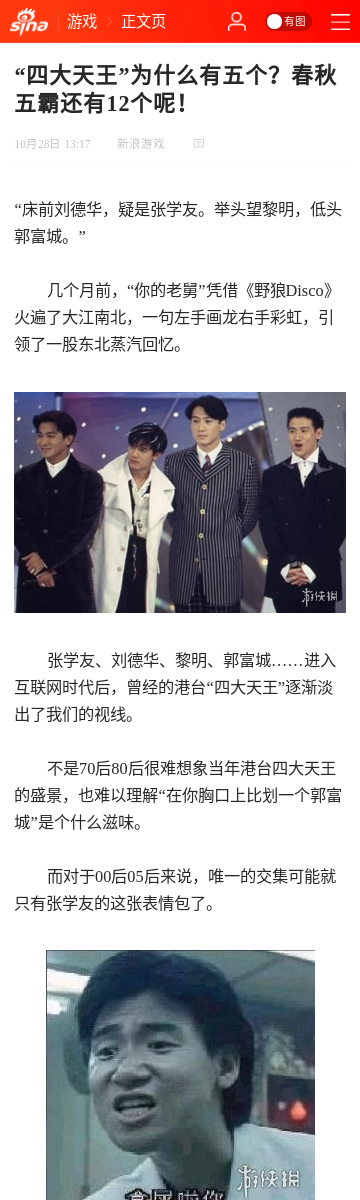 sina 游戏 正文页 有图
“四大天王”为什么有五个？春秋
五霸还有12个呢！
10月28日 13:17 新浪游戏
“床前刘德华，疑是张学友。举头望黎明，低头
郭富城。”
几个月前，“你的老舅”凭借《野狼Disco》
火遍了大江南北，一句左手画龙右手彩虹，引
领了一股东北蒸汽回忆。
游侠网
张学友、刘德华、黎明、郭富城……进入
互联网时代后，曾经的港台“四大天王”逐渐淡
出了我们的视线。
不是70后80后很难想象当年港台四大天王
的盛景，也难以理解“在你胸口上比划一个郭富
城”是个什么滋味。
而对于00后05后来说，唯一的交集可能就
只有张学友的这张表情包了。
游侠网